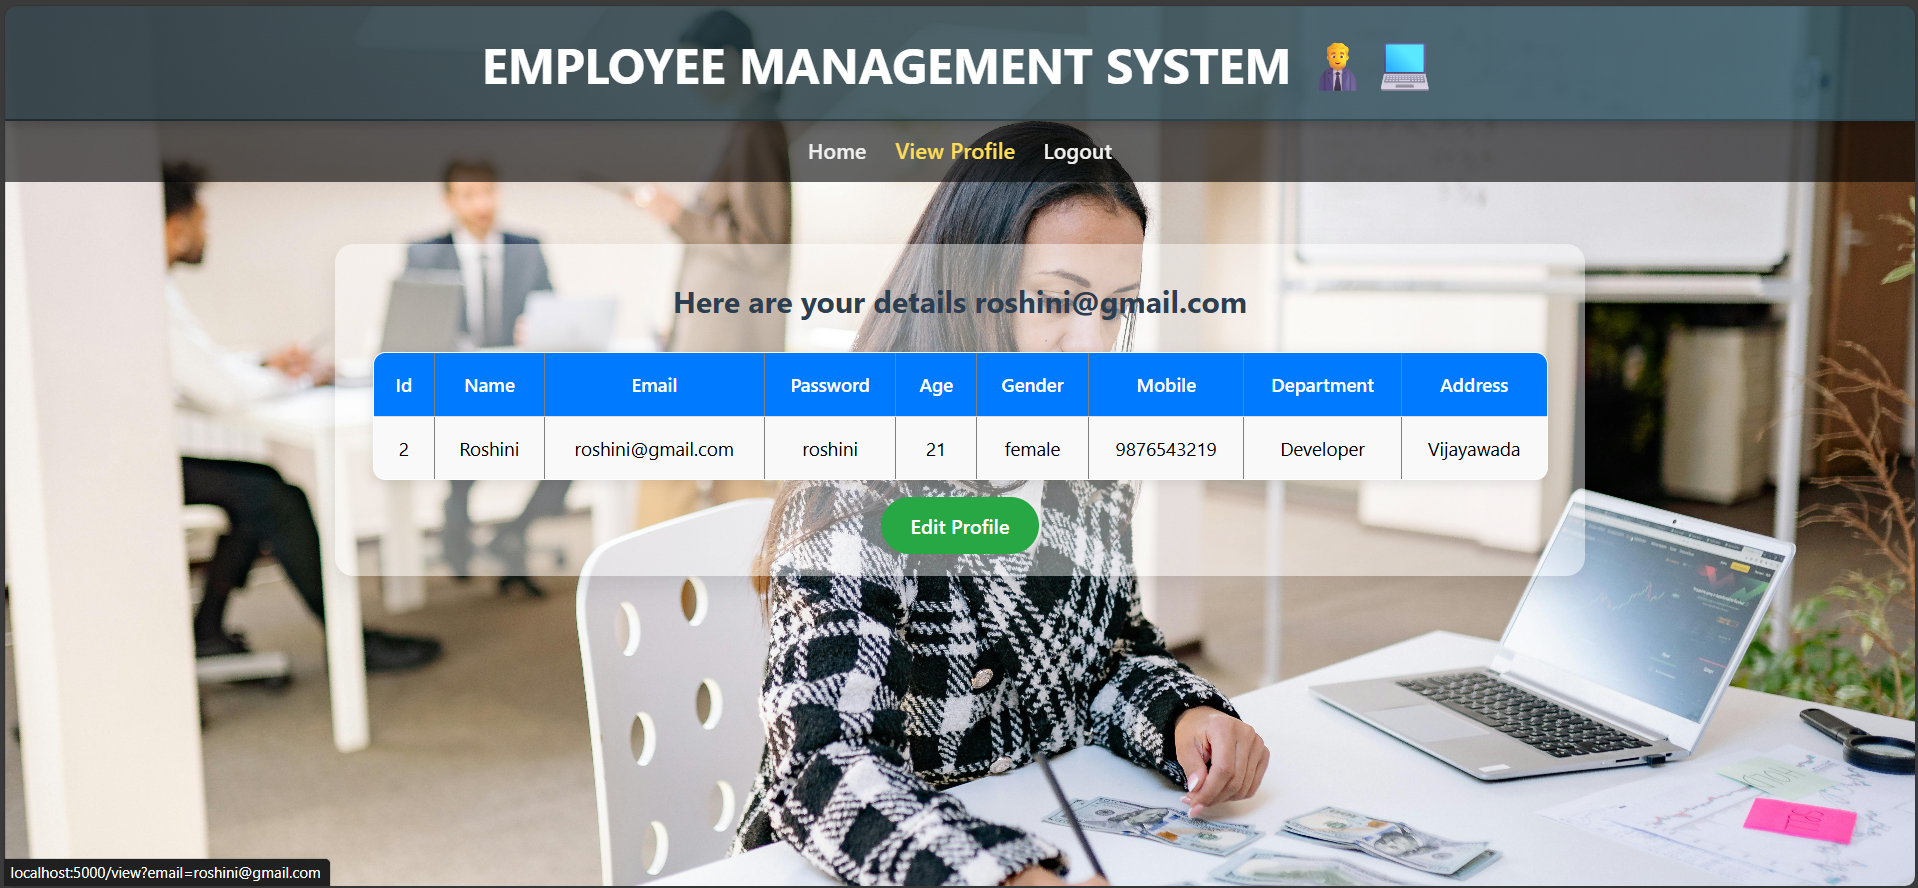 EMPLOYEE MANAGEMENT SYSTEM
Home View Profile Logout
Here are your details roshini@gmail.com
Id Name Email Password Age Gender Mobile Department Address
2 Roshini roshini@gmail.com roshini 21 female 9876543219 Developer Vijayawada
Edit Profile
localhost:5000/view?email=roshini@gmail.com